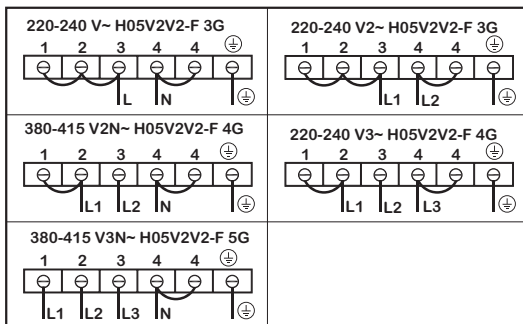 220-240 V~ H05V2V2-F 3G
1 2 3 4 4
L N
220-240 V2~ H05V2V2-F 3G
1 2 3 4 4
L1 L2
380-415 V2N~ H05V2V2-F 4G
1 2 3 4 4
L1 L2 N
220-240 V3~ H05V2V2-F 4G
1 2 3 4 4
L1 L2 L3
380-415 V3N~ H05V2V2-F 5G
1 2 3 4 4
L1 L2 L3 N